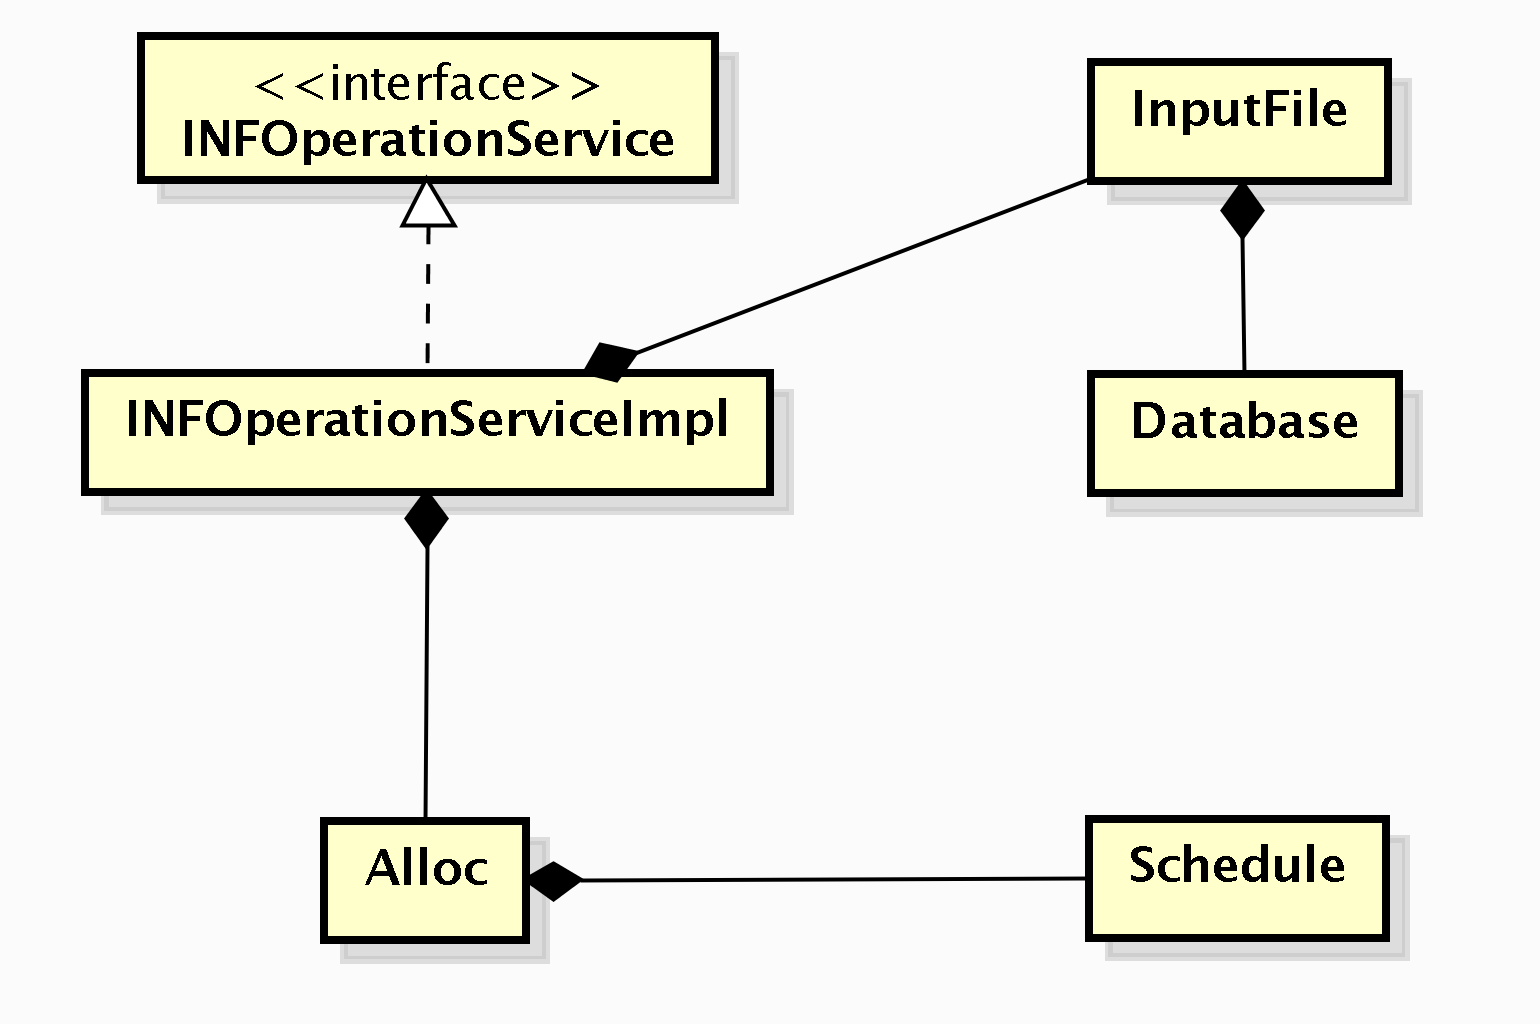 <<interface>>
INFOperationService
InputFile
INFOperationServiceImpl
Database
Alloc
Schedule